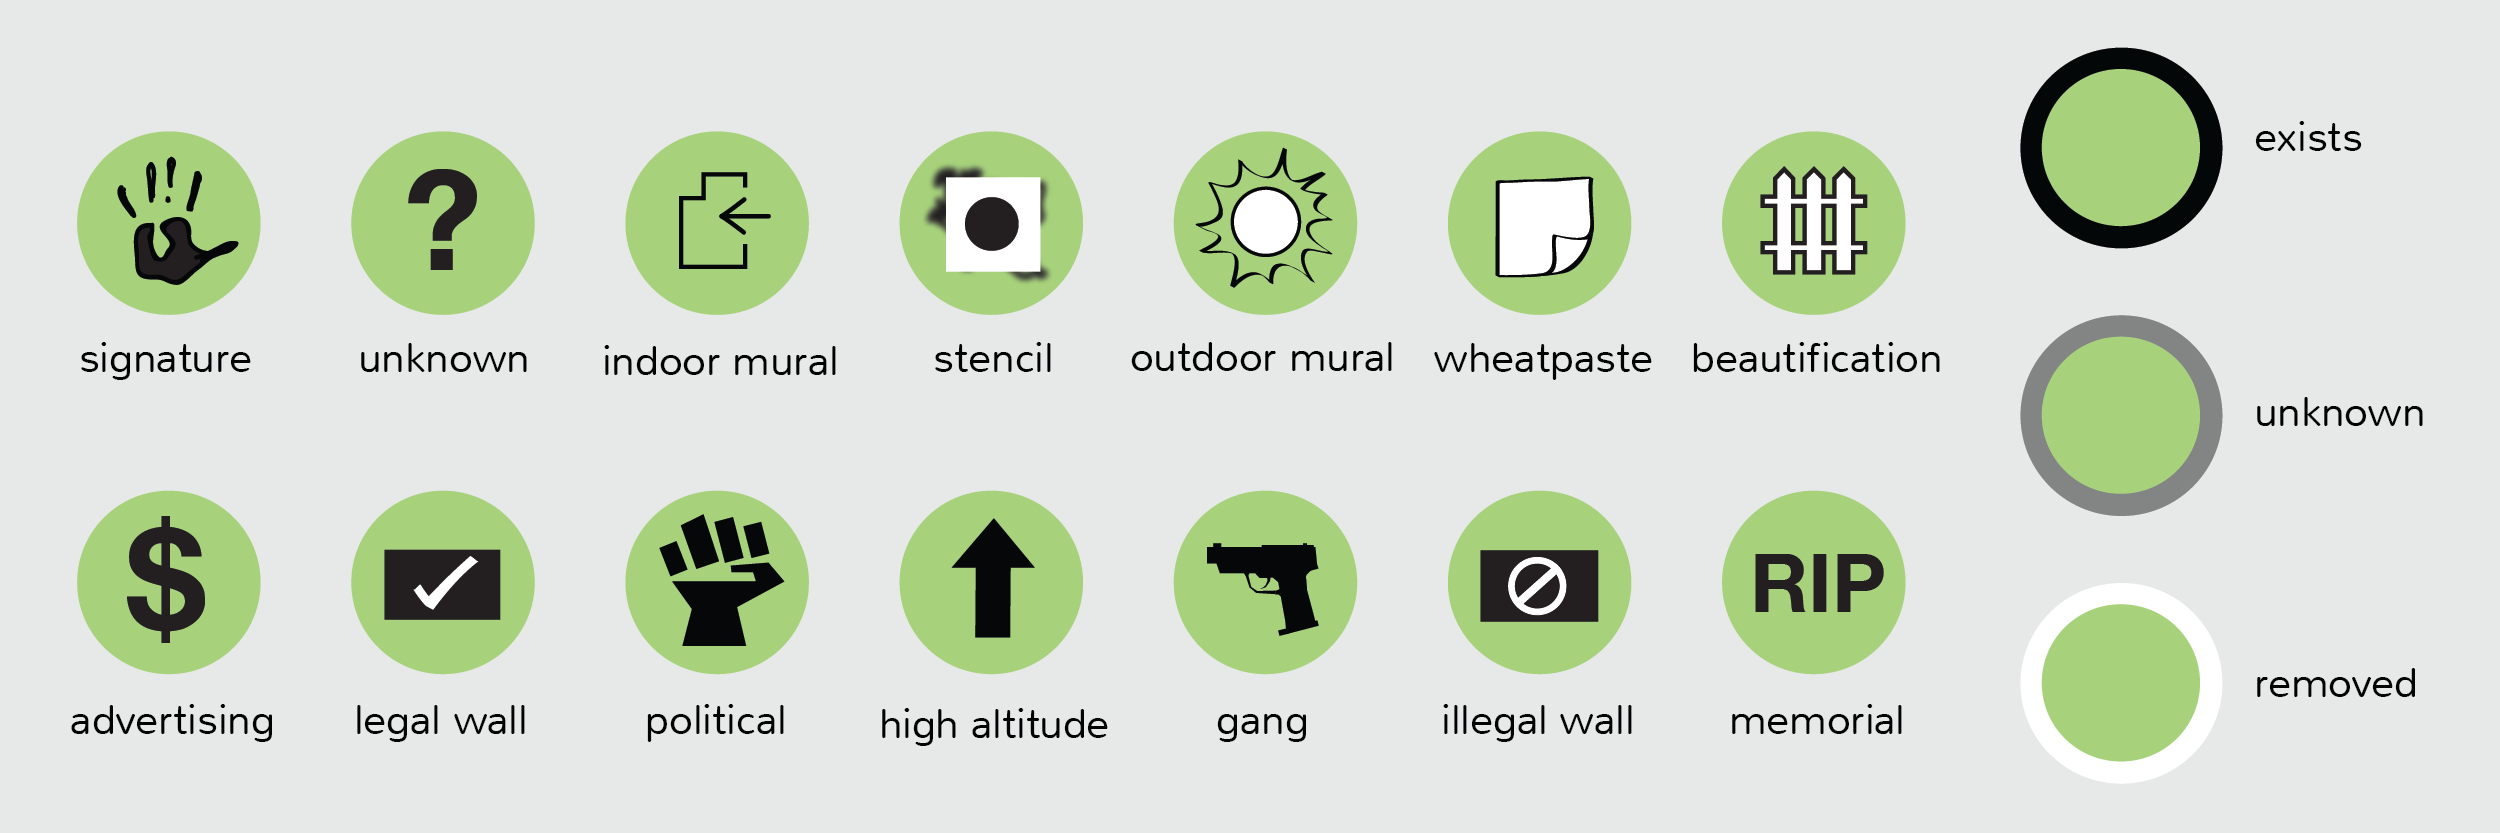 ?
signature
unknown
indoor mural
stencil
outdoor mural
wheatpaste
beautification
$
RIP
advertising
legal wall
political
high altitude
gang
illegal wall
memorial
exists
unknown
removed